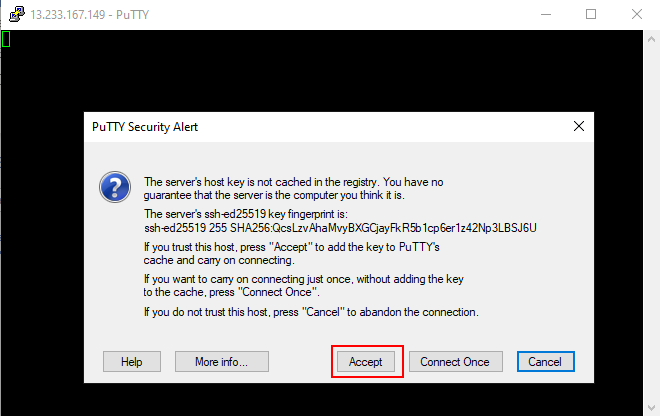 13.233.167.149 - PuTTY
PuTTY Security Alert
The server's host key is not cached in the registry. You have no
guarantee that the server is the computer you think it is.
The server's ssh-ed25519 key fingerprint is:
ssh-ed25519 255 SHA256:QcsLzvAhaMvyBXGCjayFkR5b1cp6er1z42Np3LBSJ6U
If you trust this host, press "Accept" to add the key to PuTTY's
cache and carry on connecting.
If you want to carry on connecting just once, without adding the key
to the cache, press "Connect Once".
If you do not trust this host, press "Cancel" to abandon the connection.
Help
More info...
Accept
Connect Once
Cancel